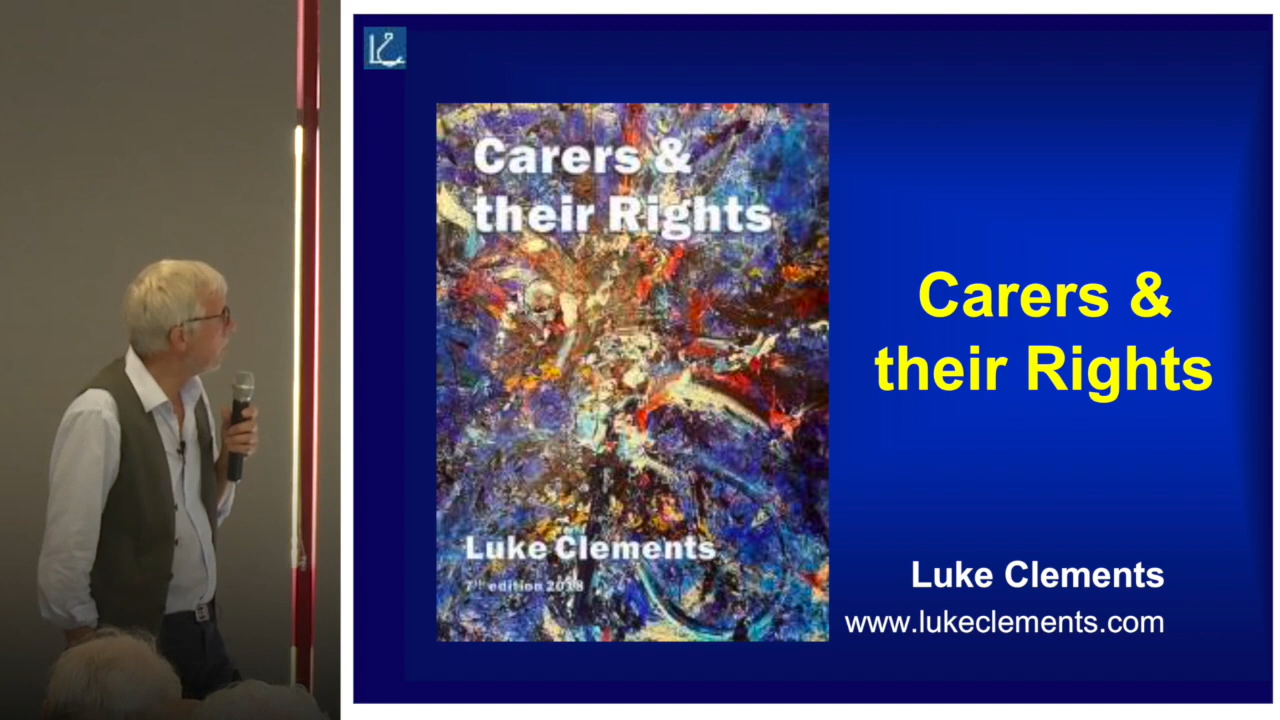 Carers &
their Rights
Luke Clements
7th edition 2018
Carers &
their Rights
Luke Clements
www.lukeclements.com